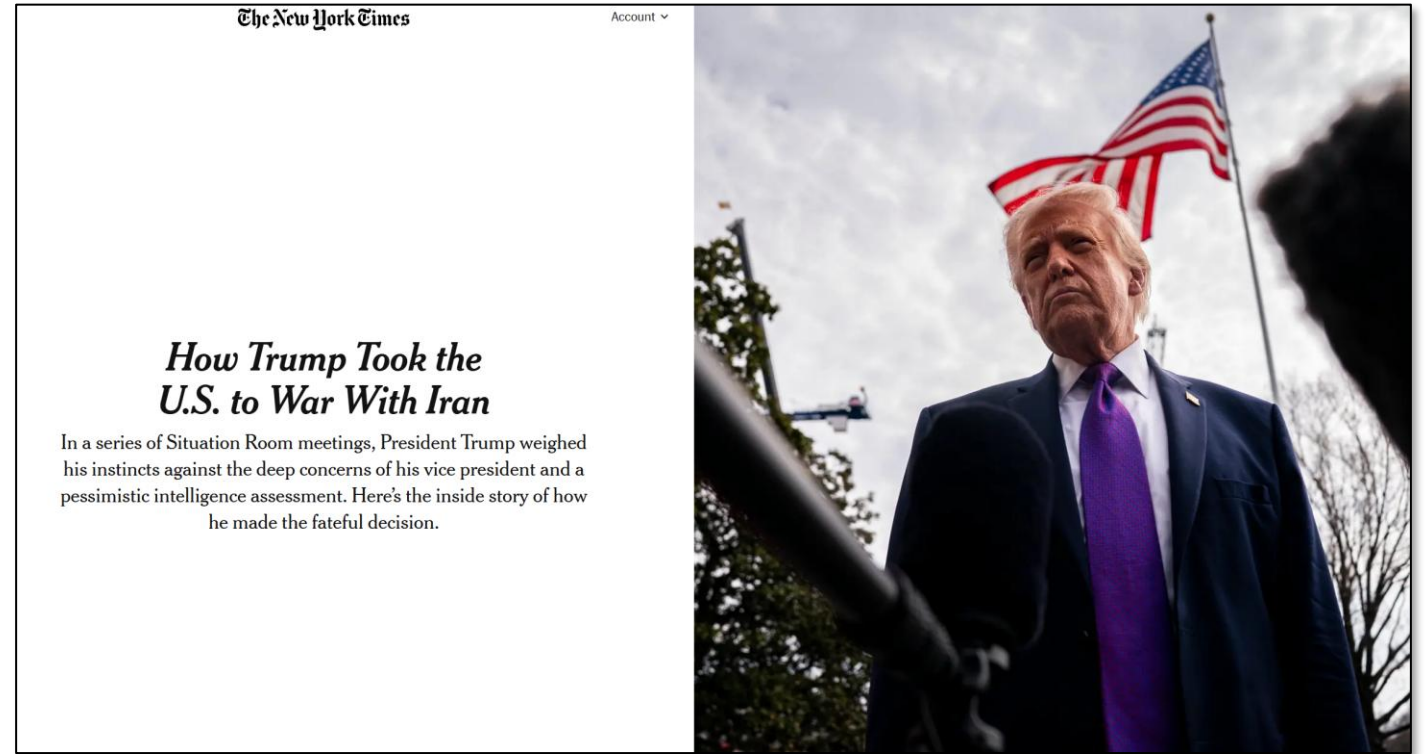 The New York Times
Account
How Trump Took the
U.S. to War With Iran
In a series of Situation Room meetings, President Trump weighed
his instincts against the deep concerns of his vice president and a
pessimistic intelligence assessment. Here’s the inside story of how
he made the fateful decision.